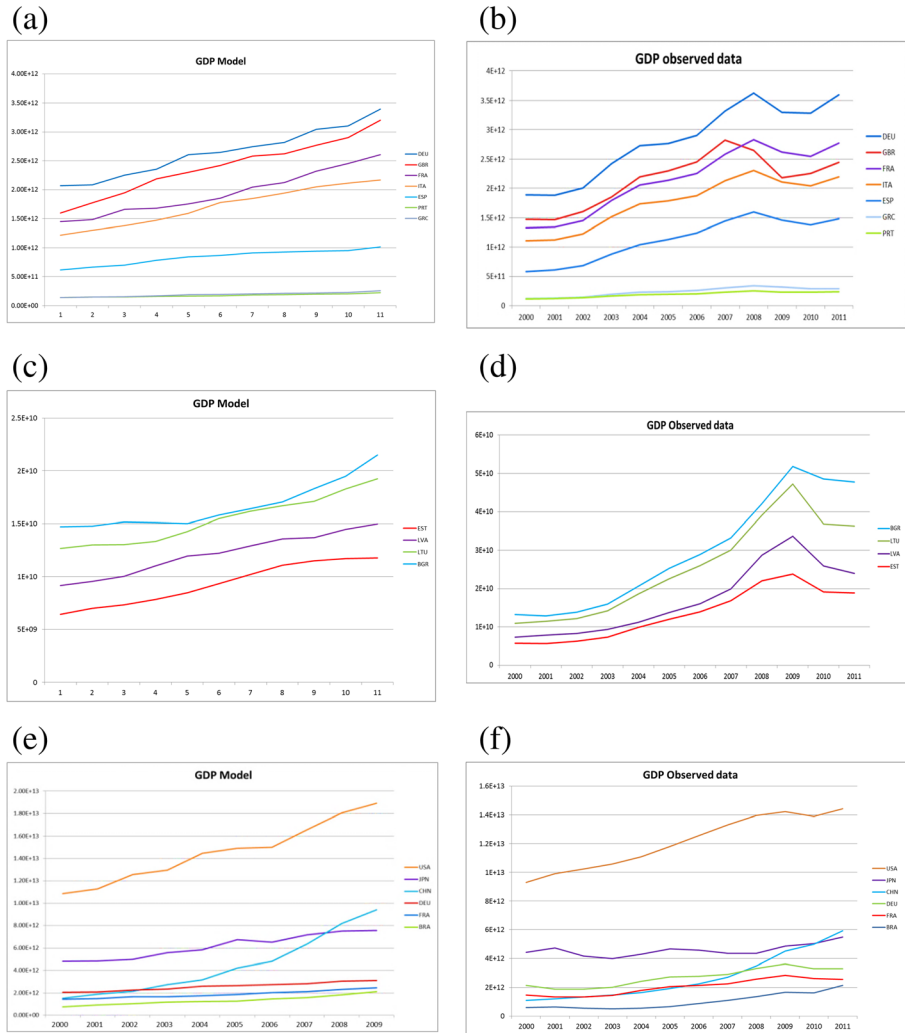 (a)
GDP Model
4.00E+12
3.50E+12
3.00E+12
2.50E+12
2.00E+12
1.50E+12
1.00E+12
5.00E+11
0.00E+00
1 2 3 4 5 6 7 8 9 10 11
DEU
GBR
FRA
ITA
ESP
PRT
GRC
(b)
GDP observed data
4E+12
3.5E+12
3E+12
2.5E+12
2E+12
1.5E+12
1E+12
5E+11
0
2000 2001 2002 2003 2004 2005 2006 2007 2008 2009 2010 2011
DEU
GBR
FRA
ITA
ESP
GRC
PRT
(c)
GDP Model
2.5E+10
2E+10
1.5E+10
1E+10
5E+09
0
1 2 3 4 5 6 7 8 9 10 11
EST
LVA
LTU
BGR
(d)
GDP Observed data
6E+10
5E+10
4E+10
3E+10
2E+10
1E+10
0
2000 2001 2002 2003 2004 2005 2006 2007 2008 2009 2010 2011
BGR
LTU
LVA
EST
(e)
GDP Model
2.00E+13
1.80E+13
1.60E+13
1.40E+13
1.20E+13
1.00E+13
8.00E+12
6.00E+12
4.00E+12
2.00E+12
0.00E+00
2000 2001 2002 2003 2004 2005 2006 2007 2008 2009
USA
JPN
CHN
DEU
FRA
BRA
(f)
GDP Observed data
1.6E+13
1.4E+13
1.2E+13
1E+13
8E+12
6E+12
4E+12
2E+12
0
2000 2001 2002 2003 2004 2005 2006 2007 2008 2009 2010 2011
USA
JPN
CHN
DEU
FRA
BRA